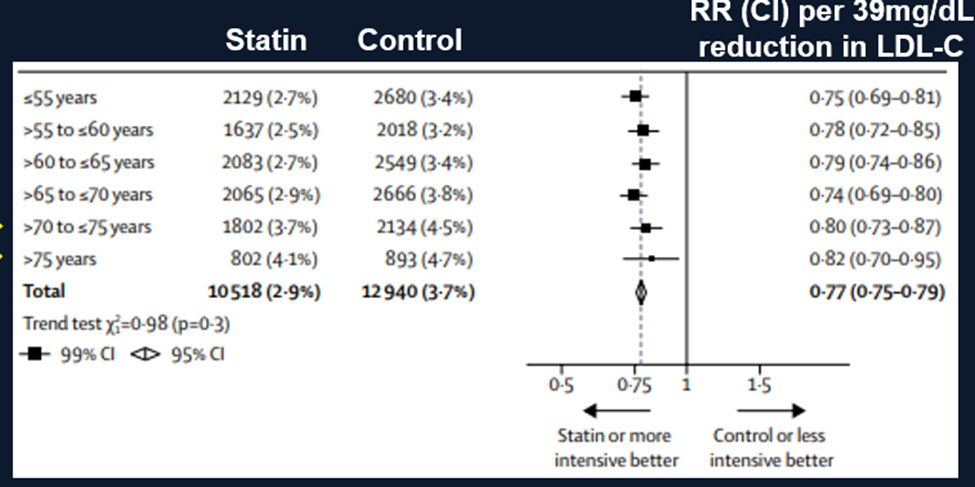 RR (CI) per 39mg/dL
Statin Control reduction in LDL-C
≤55 years 2129 (2·7%) 2680 (3·4%) 0·75 (0·69–0·81)
>55 to ≤60 years 1637 (2·5%) 2018 (3·2%) 0·78 (0·72–0·85)
>60 to ≤65 years 2083 (2·7%) 2549 (3·4%) 0·79 (0·74–0·86)
>65 to ≤70 years 2065 (2·9%) 2666 (3·8%) 0·74 (0·69–0·80)
>70 to ≤75 years 1802 (3·7%) 2134 (4·5%) 0·80 (0·73–0·87)
>75 years 802 (4·1%) 893 (4·7%) 0·82 (0·70–0·95)
Total 10 518 (2·9%) 12 940 (3·7%) 0·77 (0·75–0·79)
Trend test χ²₁=0·98 (p=0·3)
99% CI 95% CI
0·5 0·75 1 1·5
Statin or more Control or less
intensive better intensive better